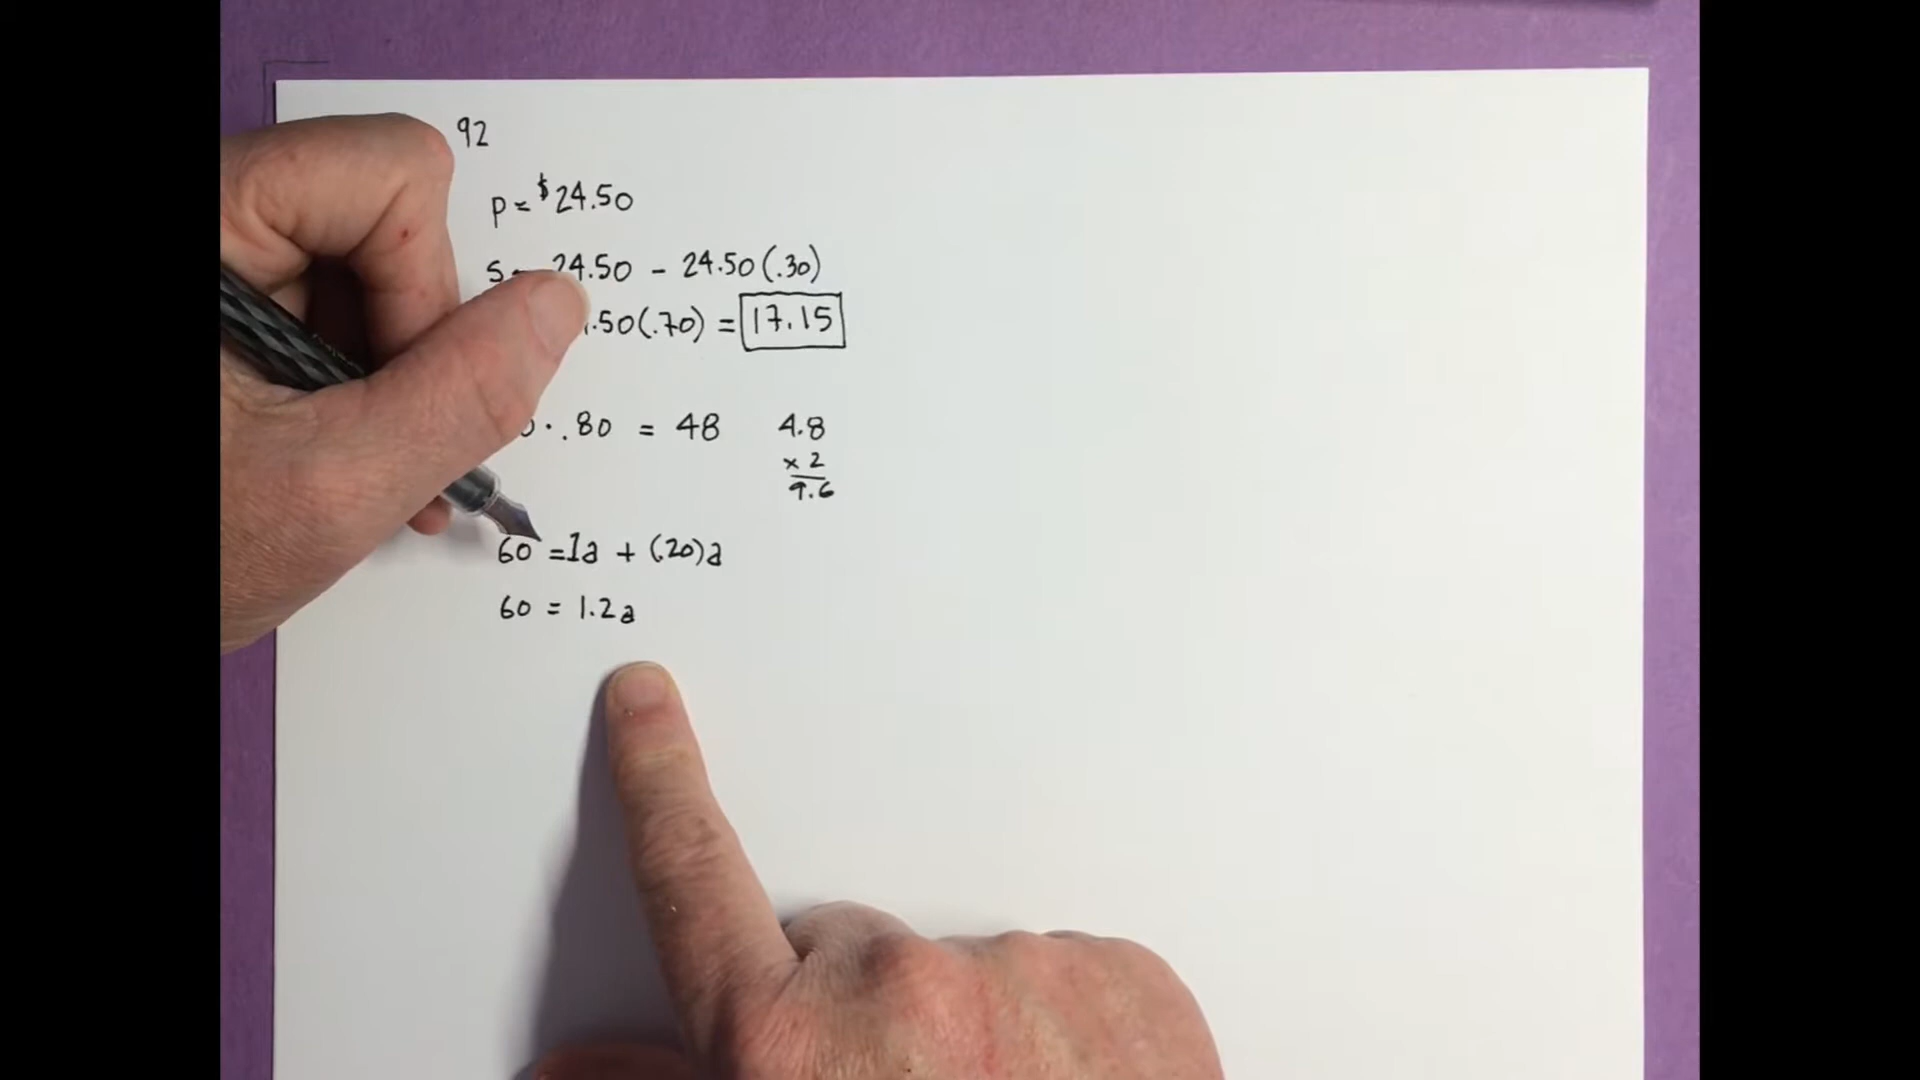 92
p = $24.50
S = 24.50 - 24.50(.30)
.50(.70) = 17.15
0 · .80 = 48
4.8
x 2
9.6
60 = 1a + (.20)a
60 = 1.2a